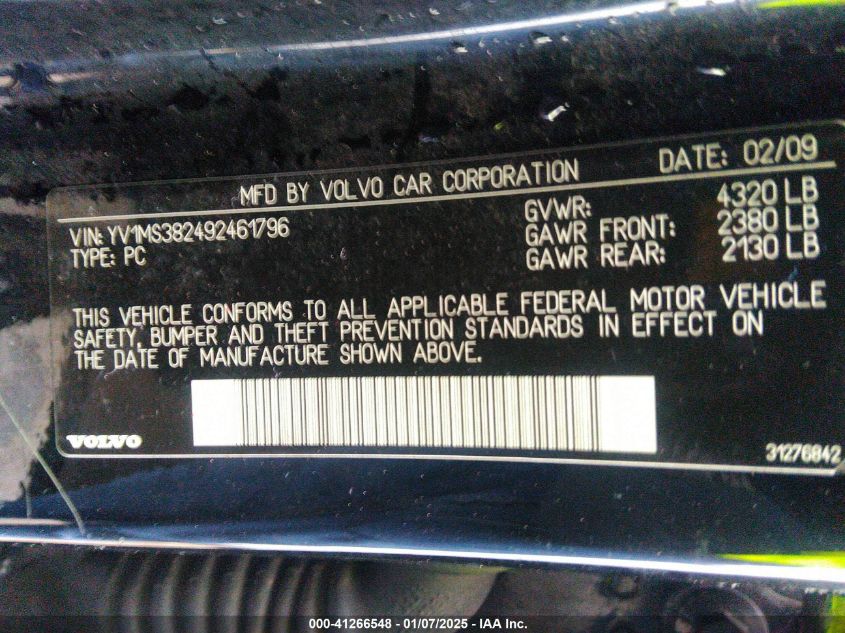 MFD BY VOLVO CAR CORPORATION DATE: 02/09
VIN: YV1MS382492461796 GVWR: 4320 LB
TYPE: PC GAWR FRONT: 2380 LB
GAWR REAR: 2130 LB
THIS VEHICLE CONFORMS TO ALL APPLICABLE FEDERAL MOTOR VEHICLE
SAFETY, BUMPER AND THEFT PREVENTION STANDARDS IN EFFECT ON
THE DATE OF MANUFACTURE SHOWN ABOVE.
VOLVO
31276842
000-41266548 - 01/07/2025 - IAA Inc.